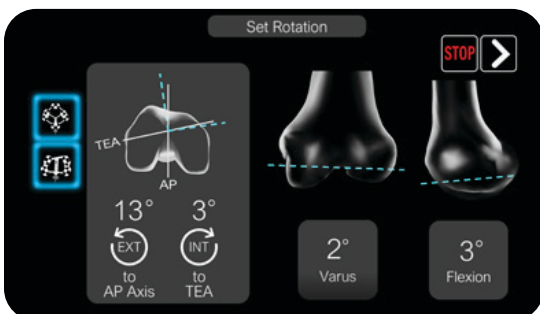 Set Rotation
STOP
TEA
AP
13° 3°
EXT INT
to to
AP Axis TEA
2°
Varus
3°
Flexion